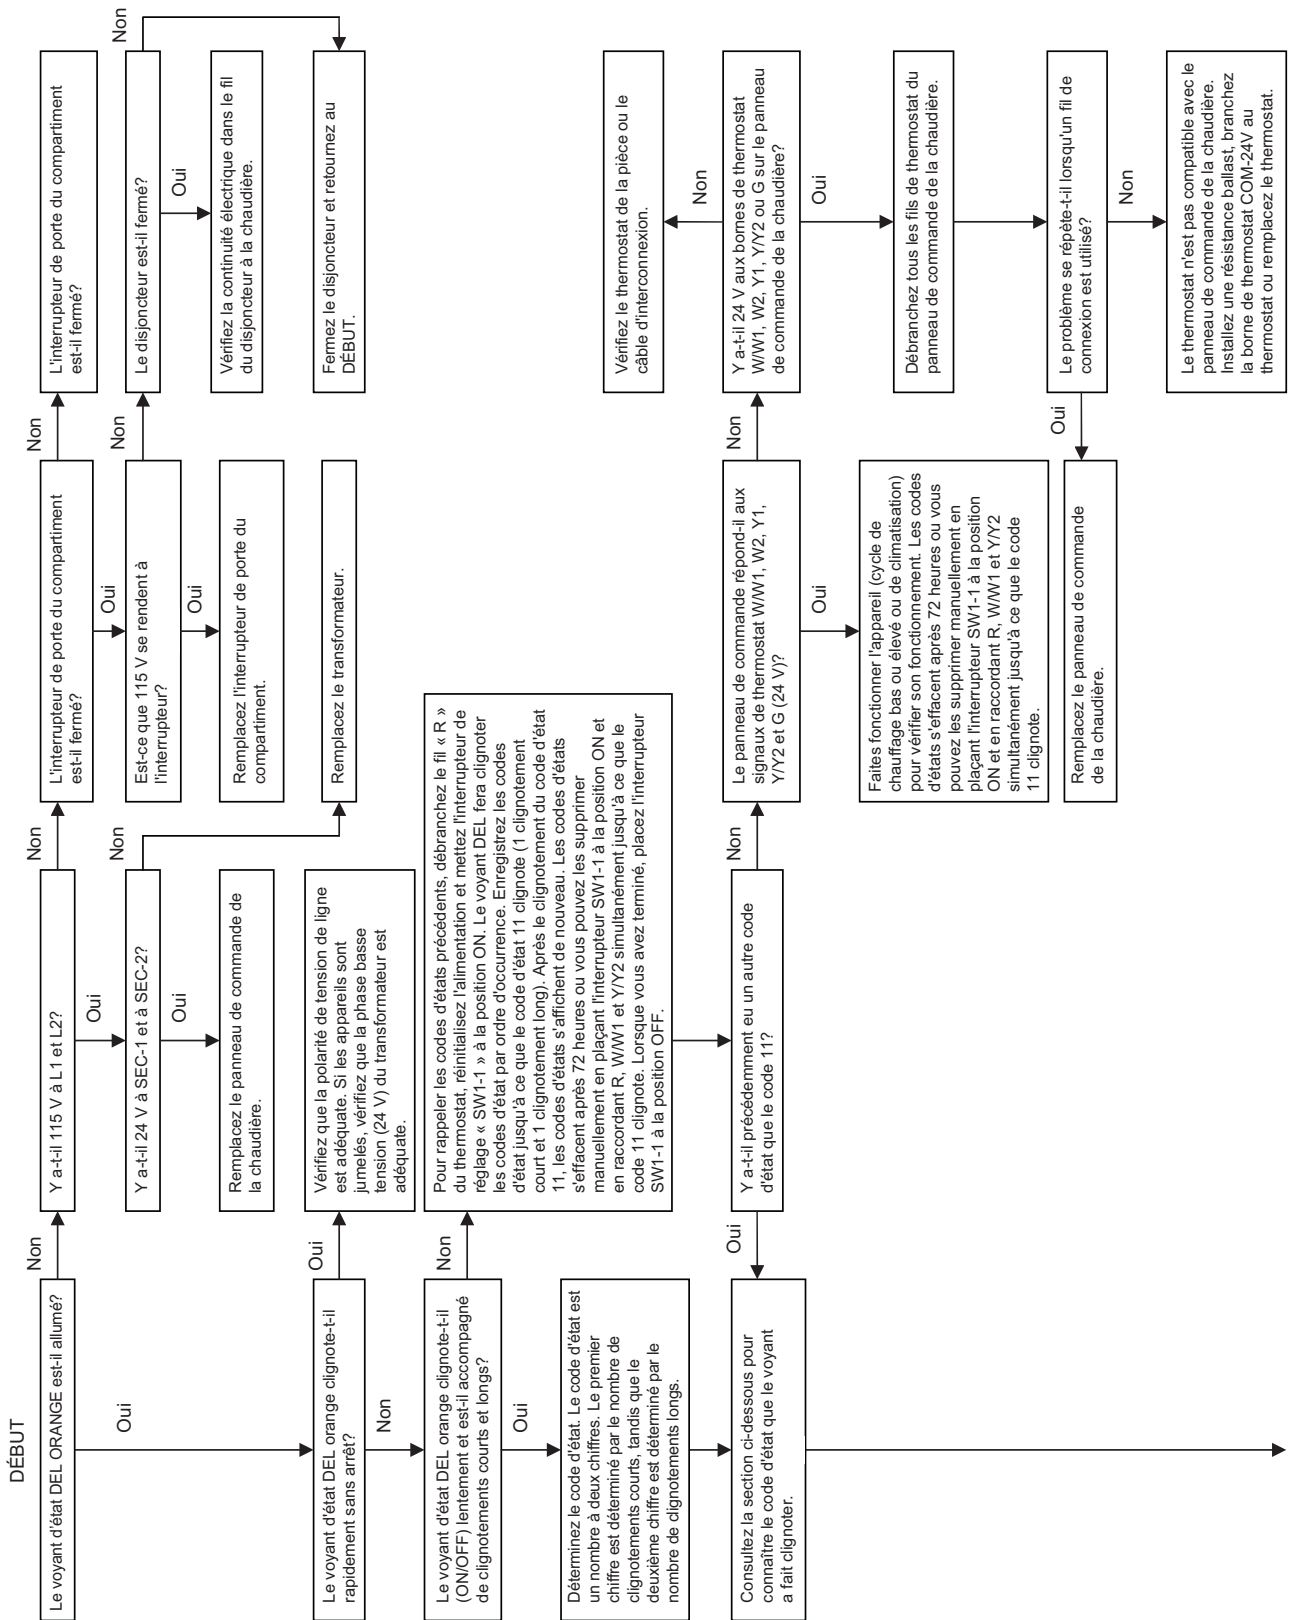 DÉBUT
Le voyant d'état DEL ORANGE est-il allumé?
Non
Y a-t-il 115 V à L1 et L2?
Non
L'interrupteur de porte du compartiment
est-il fermé?
Non
L'interrupteur de porte du compartiment
est-il fermé?
Oui
Oui
Oui
Y a-t-il 24 V à SEC-1 et à SEC-2?
Non
Est-ce que 115 V se rendent à
l'interrupteur?
Non
Le disjoncteur est-il fermé?
Non
Oui
Oui
Oui
Remplacez le panneau de commande de
la chaudière.
Remplacez l'interrupteur de porte du
compartiment.
Vérifiez la continuité électrique dans le fil
du disjoncteur à la chaudière.
Le voyant d'état DEL orange clignote-t-il
rapidement sans arrêt?
Oui
Vérifiez que la polarité de tension de ligne
est adéquate. Si les appareils sont
jumelés, vérifiez que la phase basse
tension (24 V) du transformateur est
adéquate.
Remplacez le transformateur.
Fermez le disjoncteur et retournez au
DÉBUT.
Non
Le voyant d'état DEL orange clignote-t-il
(ON/OFF) lentement et est-il accompagné
de clignotements courts et longs?
Non
Pour rappeler les codes d'états précédents, débranchez le fil « R »
du thermostat, réinitialisez l'alimentation et mettez l'interrupteur de
réglage « SW1-1 » à la position ON. Le voyant DEL fera clignoter
les codes d'état par ordre d'occurrence. Enregistrez les codes
d'état jusqu'à ce que le code d'état 11 clignote (1 clignotement
court et 1 clignotement long). Après le clignotement du code d'état
11, les codes d'états s'affichent de nouveau. Les codes d'états
s'effacent après 72 heures ou vous pouvez les supprimer
manuellement en plaçant l'interrupteur SW1-1 à la position ON et
en raccordant R, W/W1 et Y/Y2 simultanément jusqu'à ce que le
code 11 clignote. Lorsque vous avez terminé, placez l'interrupteur
SW1-1 à la position OFF.
Oui
Déterminez le code d'état. Le code d'état est
un nombre à deux chiffres. Le premier
chiffre est déterminé par le nombre de
clignotements courts, tandis que le
deuxième chiffre est déterminé par le
nombre de clignotements longs.
Vérifiez le thermostat de la pièce ou le
câble d'interconnexion.
Non
Consultez la section ci-dessous pour
connaître le code d'état que le voyant
a fait clignoter.
Oui
Y a-t-il précédemment eu un autre code
d'état que le code 11?
Non
Le panneau de commande répond-il aux
signaux de thermostat W/W1, W2, Y1,
Y/Y2 et G (24 V)?
Non
Y a-t-il 24 V aux bornes de thermostat
W/W1, W2, Y1, Y/Y2 ou G sur le panneau
de commande de la chaudière?
Oui
Oui
Faites fonctionner l'appareil (cycle de
chauffage bas ou élevé ou de climatisation)
pour vérifier son fonctionnement. Les codes
d'états s'effacent après 72 heures ou vous
pouvez les supprimer manuellement en
plaçant l'interrupteur SW1-1 à la position
ON et en raccordant R, W/W1 et Y/Y2
simultanément jusqu'à ce que le code
11 clignote.
Débranchez tous les fils de thermostat du
panneau de commande de la chaudière.
Remplacez le panneau de commande
de la chaudière.
Oui
Le problème se répète-t-il lorsqu'un fil de
connexion est utilisé?
Non
Le thermostat n'est pas compatible avec le
panneau de commande de la chaudière.
Installez une résistance ballast, branchez
la borne de thermostat COM-24V au
thermostat ou remplacez le thermostat.